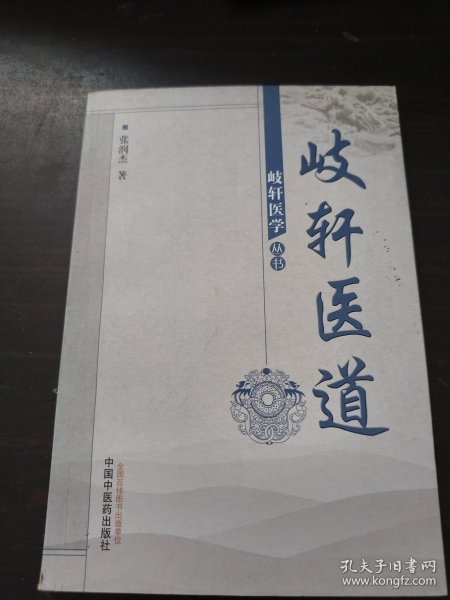 岐轩医道
岐轩医学
丛书
张润杰 著
全国百佳图书出版单位
中国中医药出版社
孔夫子旧书网
www.kongfz.com